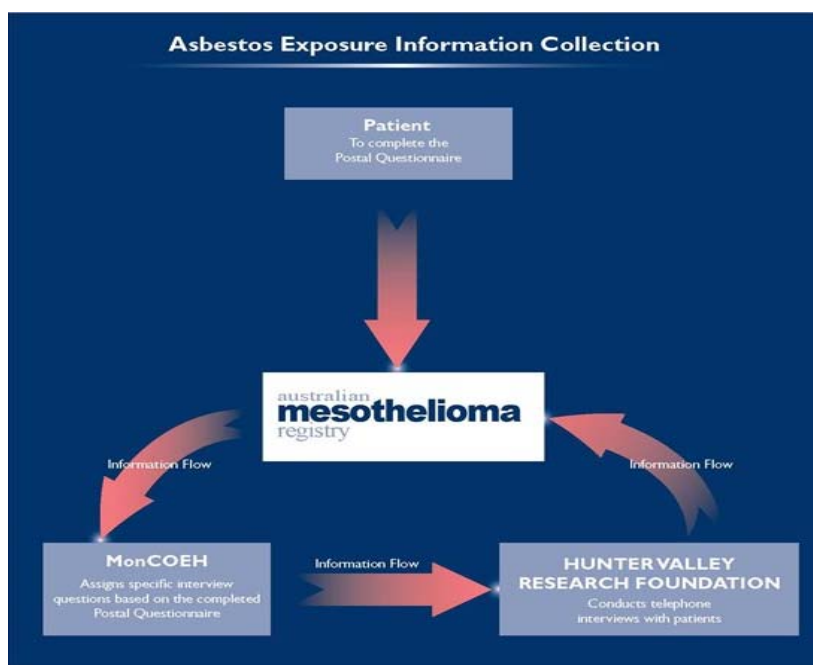 Asbestos Exposure Information Collection
Patient
To complete the
Postal Questionnaire
australian
mesothelioma
registry
Information Flow
Information Flow
MonCOEH
Assigns specific interview
questions based on the completed
Postal Questionnaire
Information Flow
HUNTER VALLEY
RESEARCH FOUNDATION
Conducts telephone
interviews with patients